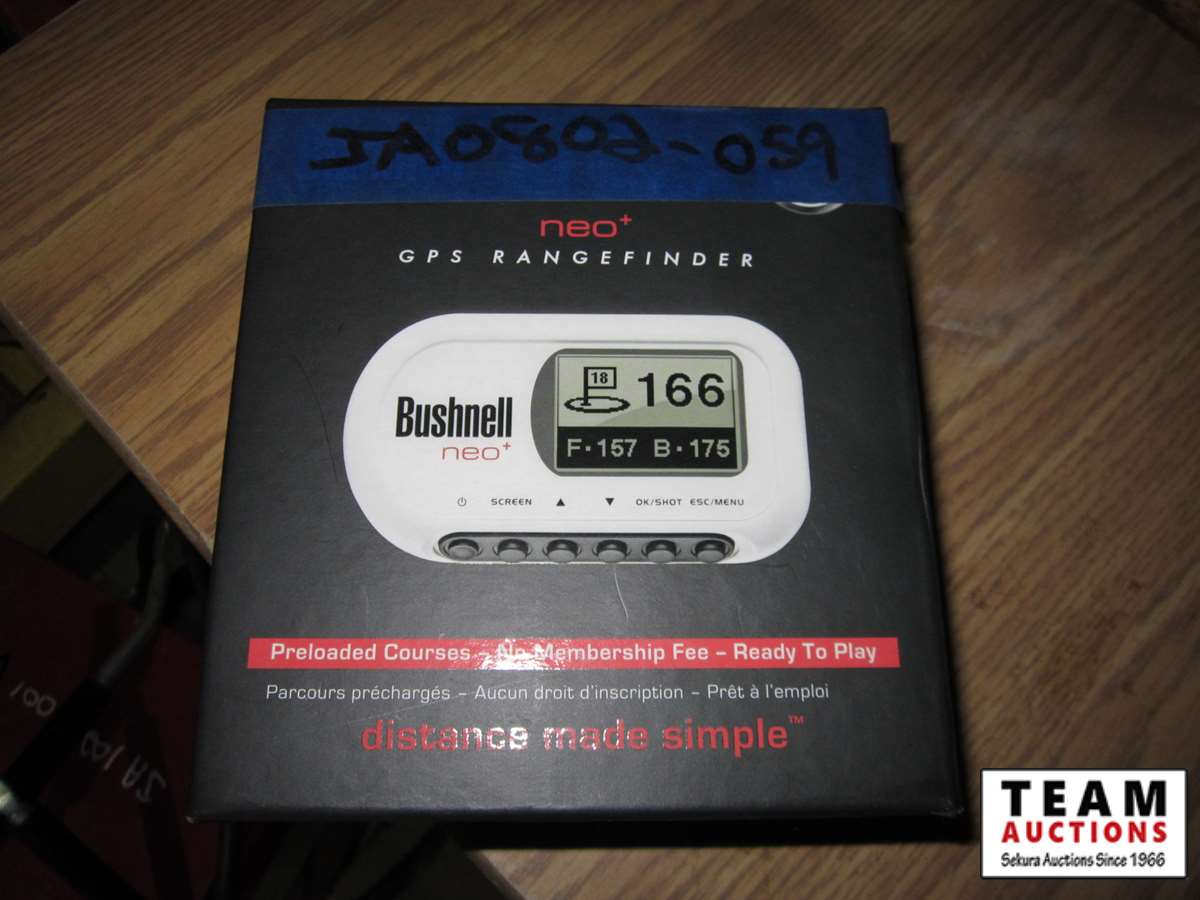 JA0802-059
neo+
GPS RANGEFINDER
18
166
F·157 B·175
Bushnell
neo+
SCREEN ▲ ▼ OK/SHOT ESC/MENU
Preloaded Courses – No Membership Fee – Ready To Play
Parcours préchargés – Aucun droit d'inscription – Prêt à l'emploi
distance made simple™
TEAM
AUCTIONS
Sekura Auctions Since 1966